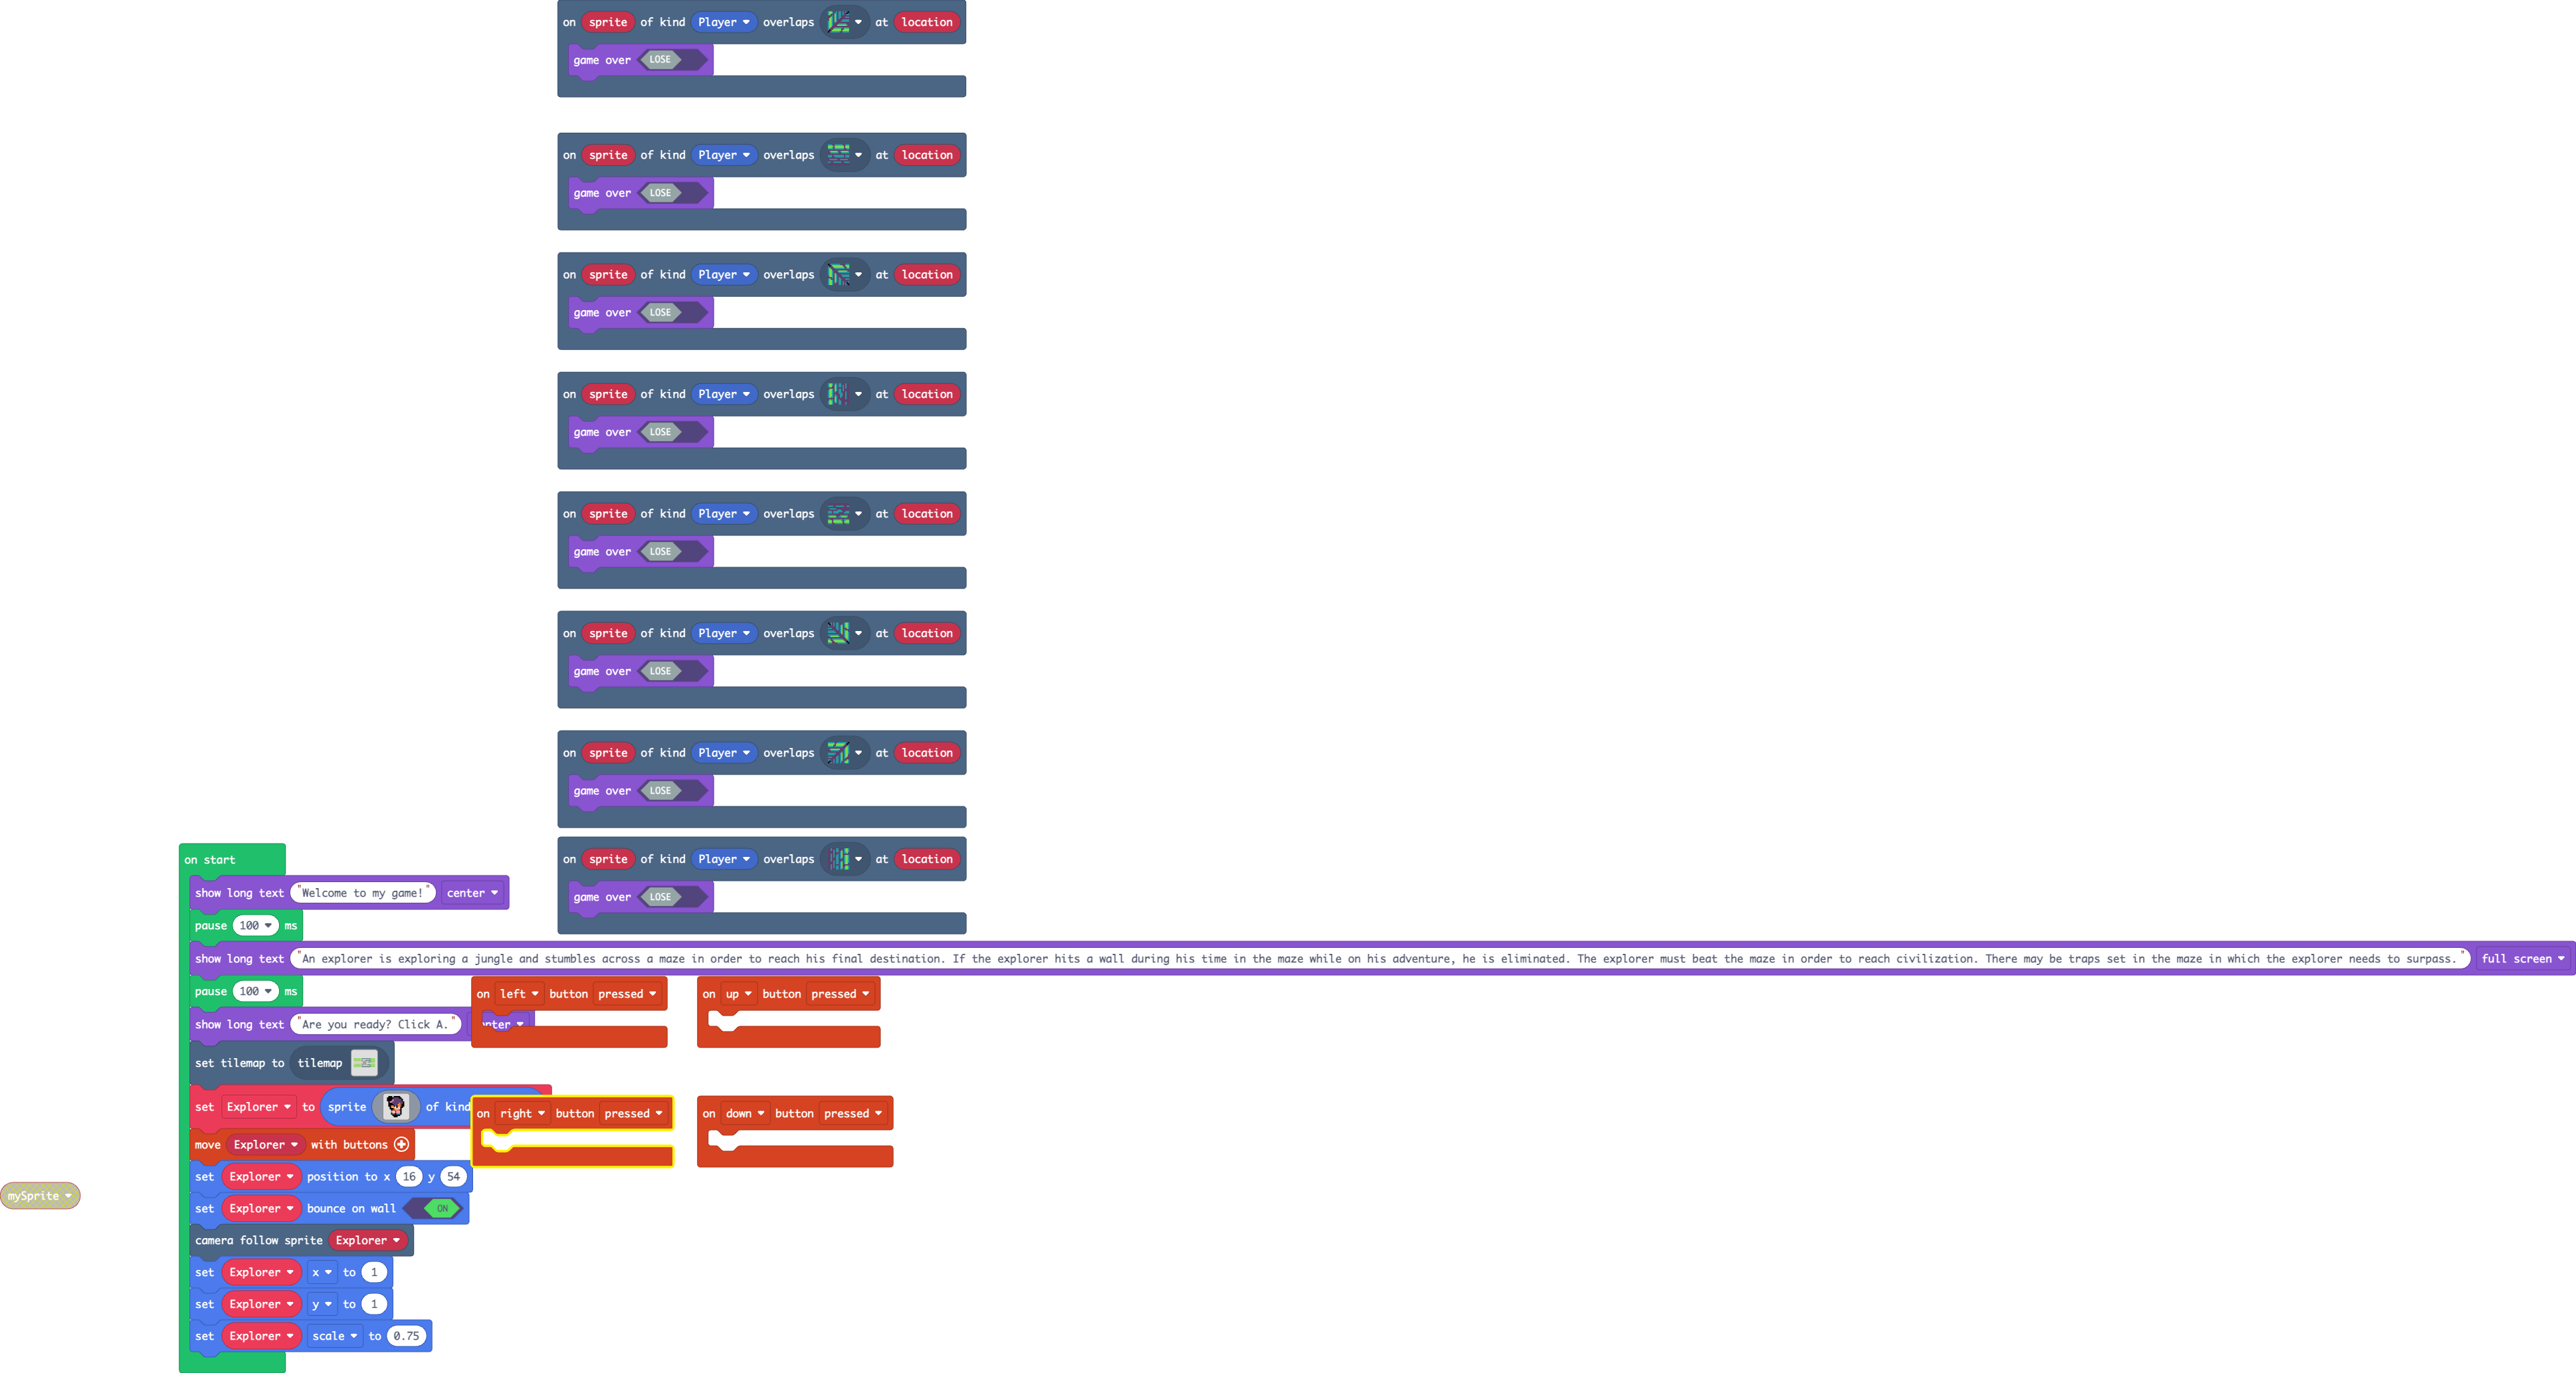 on sprite of kind Player overlaps at location
game over LOSE
on sprite of kind Player overlaps at location
game over LOSE
on sprite of kind Player overlaps at location
game over LOSE
on sprite of kind Player overlaps at location
game over LOSE
on sprite of kind Player overlaps at location
game over LOSE
on sprite of kind Player overlaps at location
game over LOSE
on sprite of kind Player overlaps at location
game over LOSE
on sprite of kind Player overlaps at location
game over LOSE
on start
show long text "Welcome to my game!" center
pause 100 ms
show long text "An explorer is exploring a jungle and stumbles across a maze in order to reach his final destination. If the explorer hits a wall during his time in the maze while on his adventure, he is eliminated. The explorer must beat the maze in order to reach civilization. There may be traps set in the maze in which the explorer needs to surpass." full screen
pause 100 ms
show long text "Are you ready? Click A."
set tilemap to tilemap
set Explorer to sprite of kind
move Explorer with buttons
set Explorer position to x 16 y 54
set Explorer bounce on wall ON
camera follow sprite Explorer
set Explorer x to 1
set Explorer y to 1
set Explorer scale to 0.75
on left button pressed
on up button pressed
on right button pressed
on down button pressed
mySprite